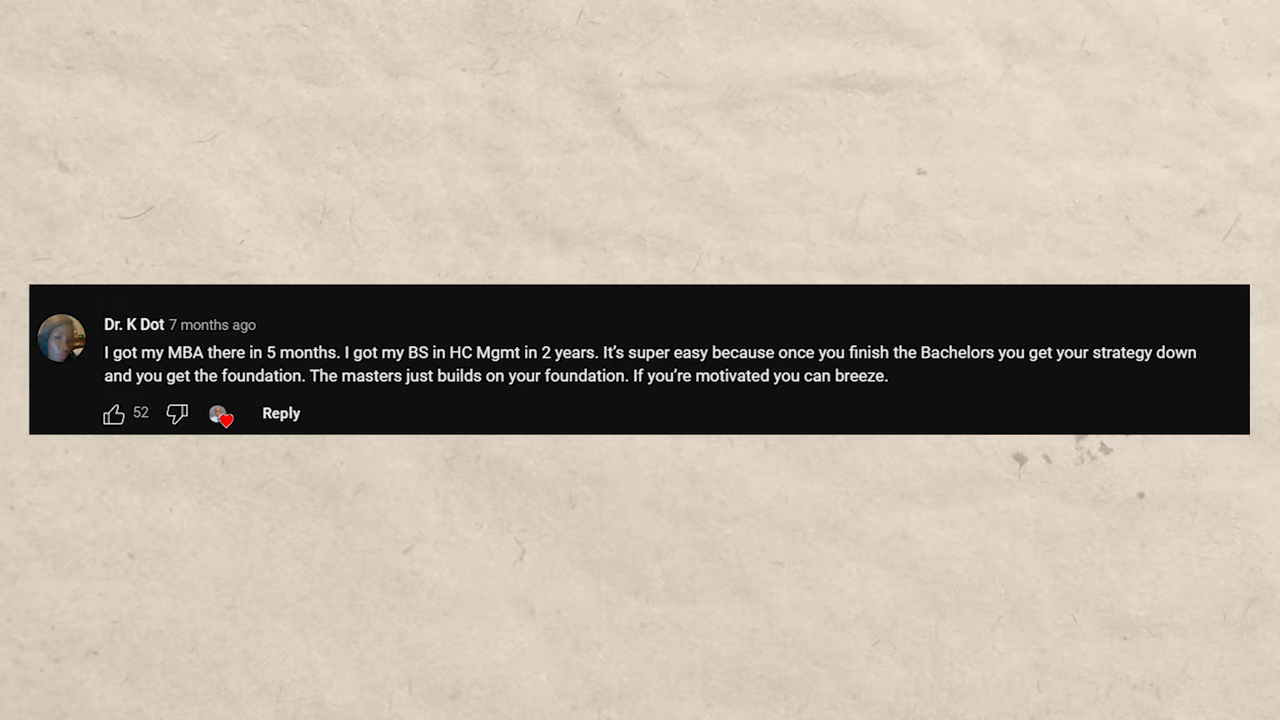 Dr. K Dot 7 months ago
I got my MBA there in 5 months. I got my BS in HC Mgmt in 2 years. It’s super easy because once you finish the Bachelors you get your strategy down
and you get the foundation. The masters just builds on your foundation. If you’re motivated you can breeze.
52 Reply